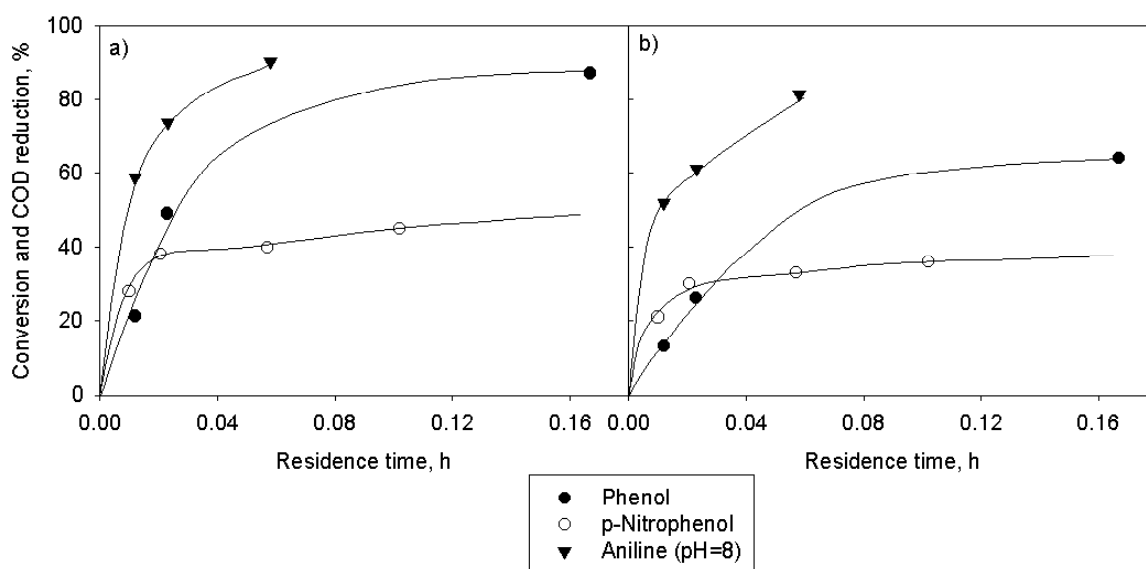 Conversion and COD reduction, %
100
80
60
40
20
0
a)
b)
0.00 0.04 0.08 0.12 0.16 0.00 0.04 0.08 0.12 0.16
Residence time, h
Residence time, h
Phenol
p-Nitrophenol
Aniline (pH=8)